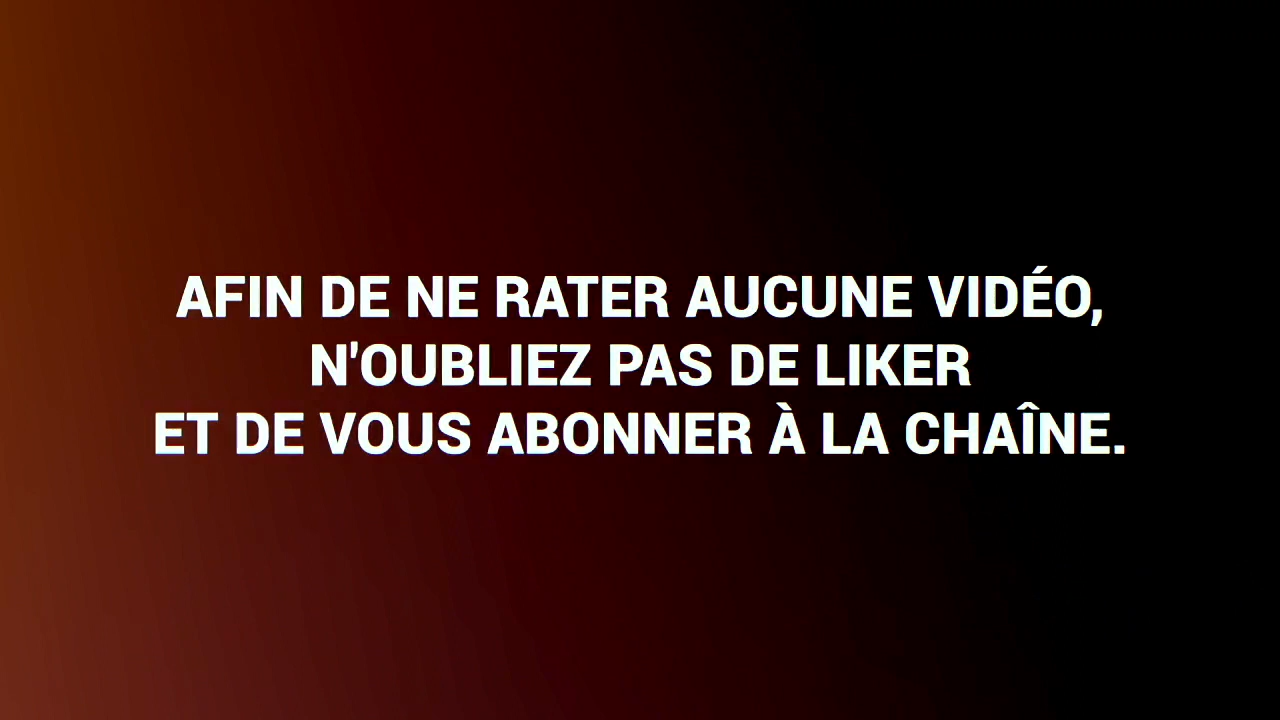 AFIN DE NE RATER AUCUNE VIDÉO,
N'OUBLIEZ PAS DE LIKER
ET DE VOUS ABONNER À LA CHAÎNE.